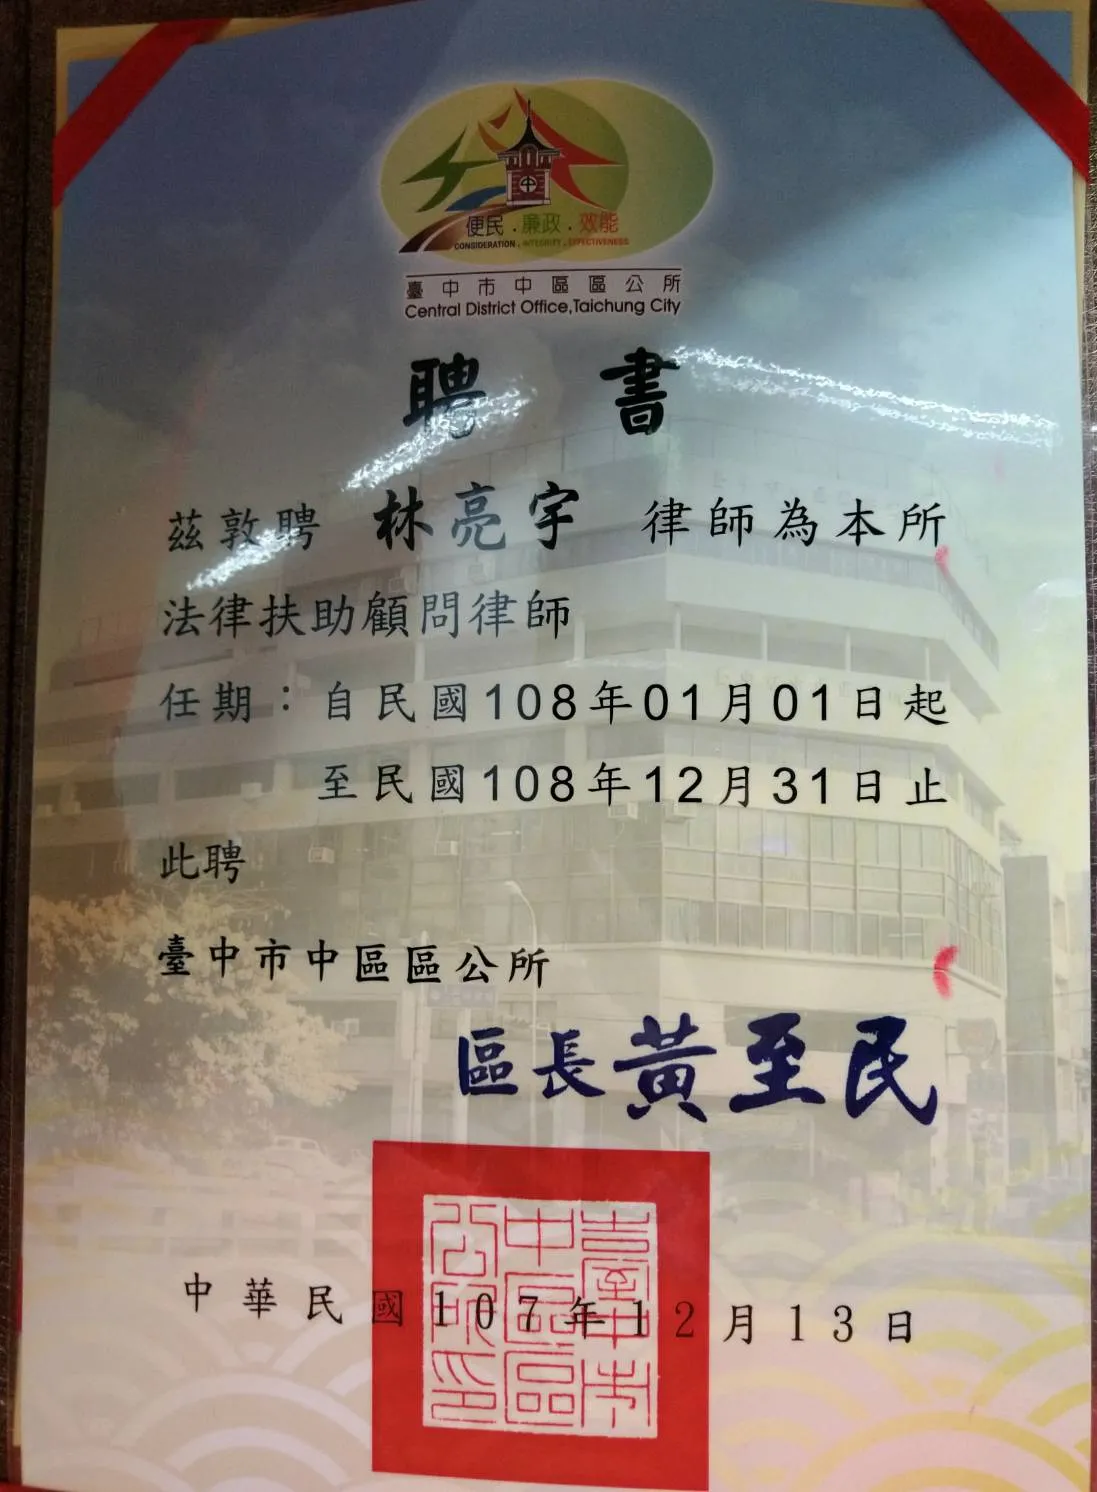 便民.廉政.效能
CONSIDERATION . INTEGRITY . EFFECTIVENESS
臺中市中區區公所
Central District Office,Taichung City
聘書
茲敦聘 林亮宇 律師為本所
法律扶助顧問律師
任期：自民國108年01月01日起
至民國108年12月31日止
此聘
臺中市中區區公所
區長黃至民
臺中市
中區區
公所印
中華民國107年12月13日